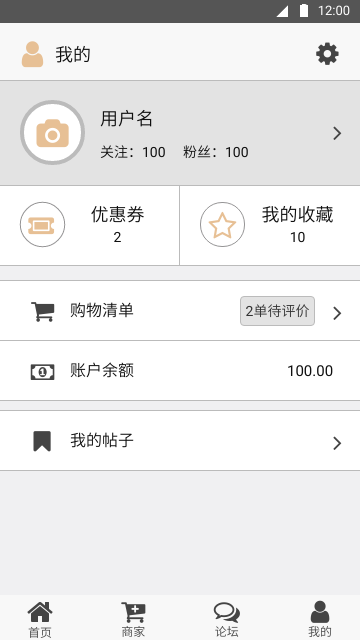 12:00
我的
用户名
关注：100 粉丝：100
优惠券
2
我的收藏
10
购物清单
2单待评价
账户余额
100.00
我的帖子
首页 商家 论坛 我的